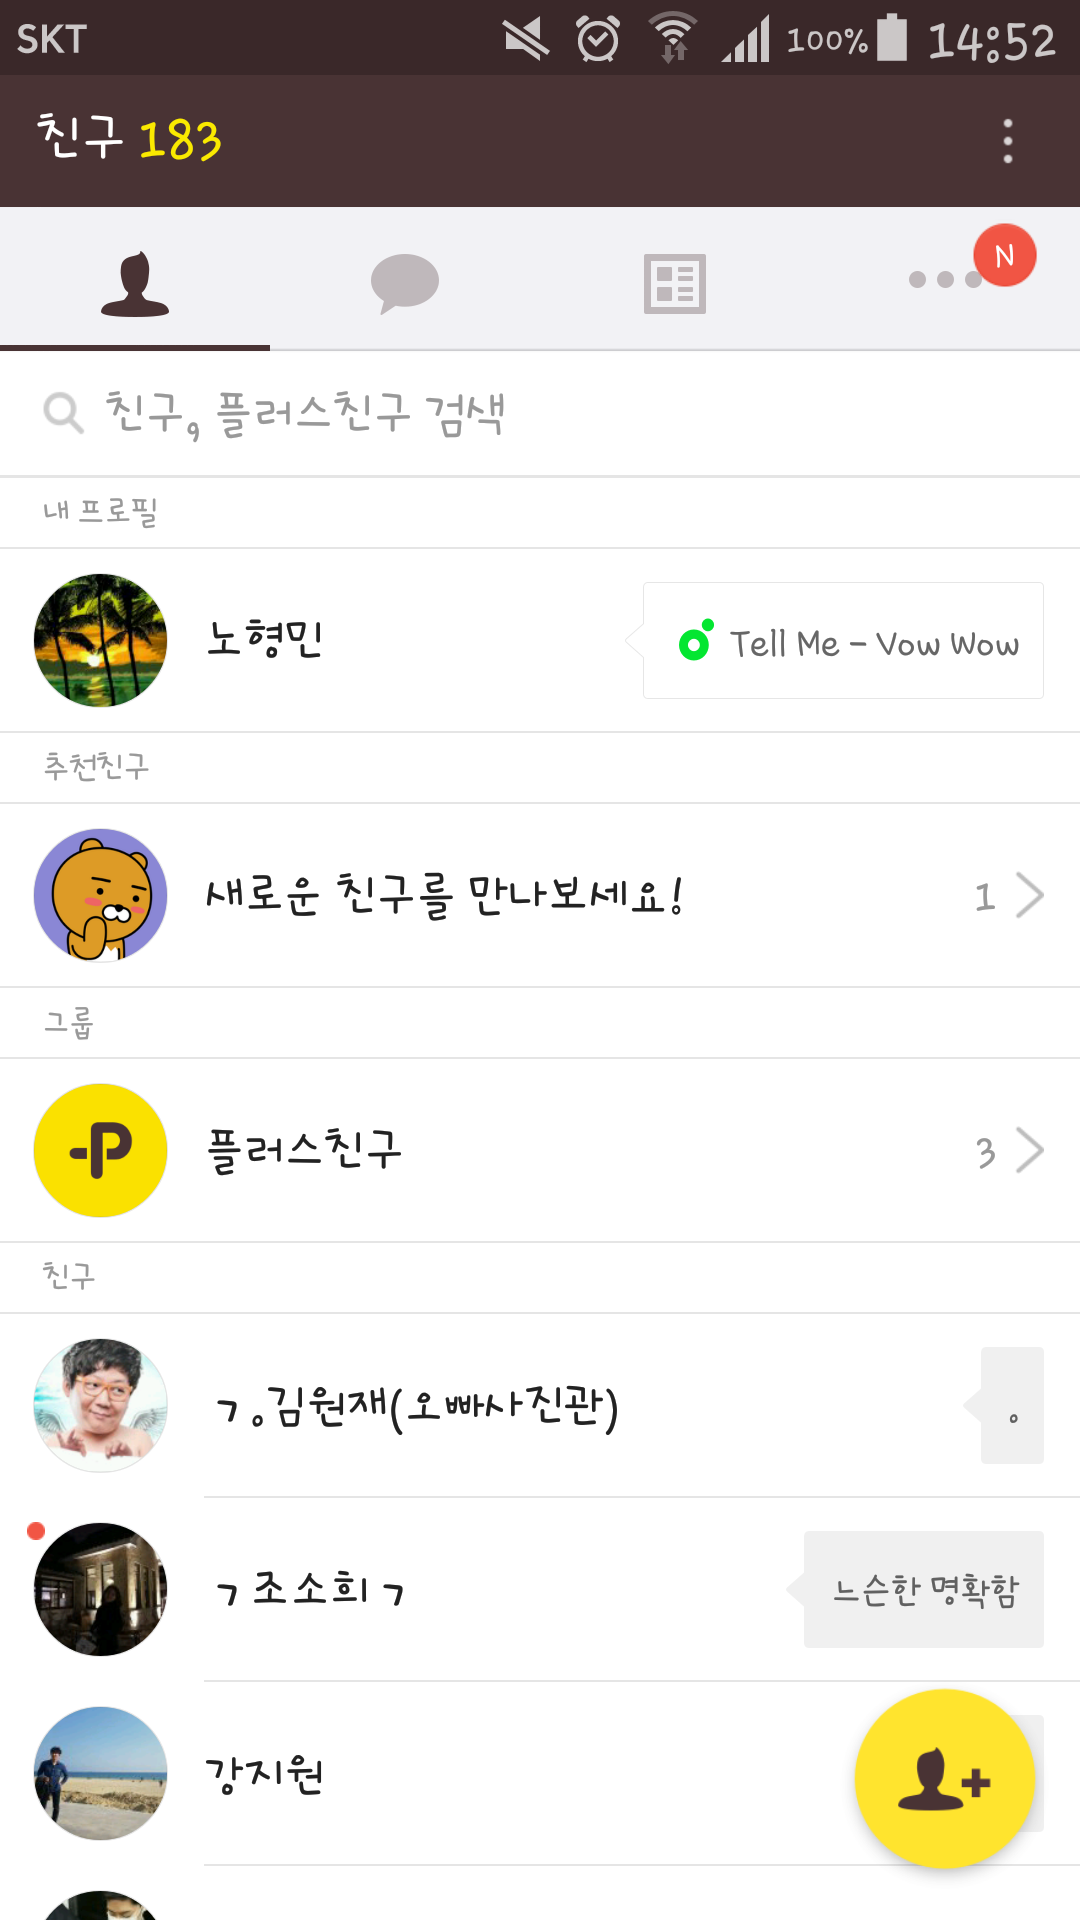 SKT 100% 14:52
친구 183
N
친구, 플러스친구 검색
내 프로필
노형민 Tell Me - Vow Wow
추천친구
새로운 친구를 만나보세요! 1
그룹
-P 플러스친구 3
친구
ㄱ。김원재(오빠사진관) 。
ㄱ조소희ㄱ 느슨한 명확함
강지원